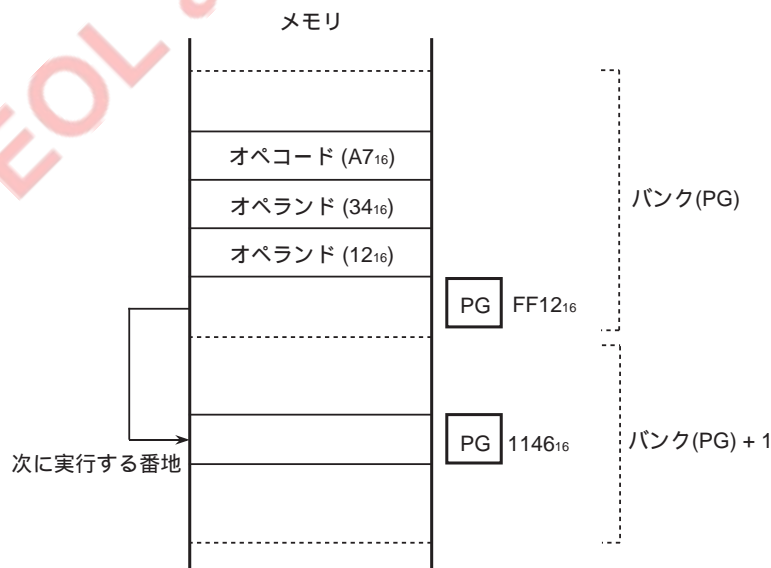 メモリ
EOL
オペコード (A7₁₆)
オペランド (34₁₆)
オペランド (12₁₆)
バンク(PG)
PG FF12₁₆
PG 1146₁₆
バンク(PG) + 1
次に実行する番地